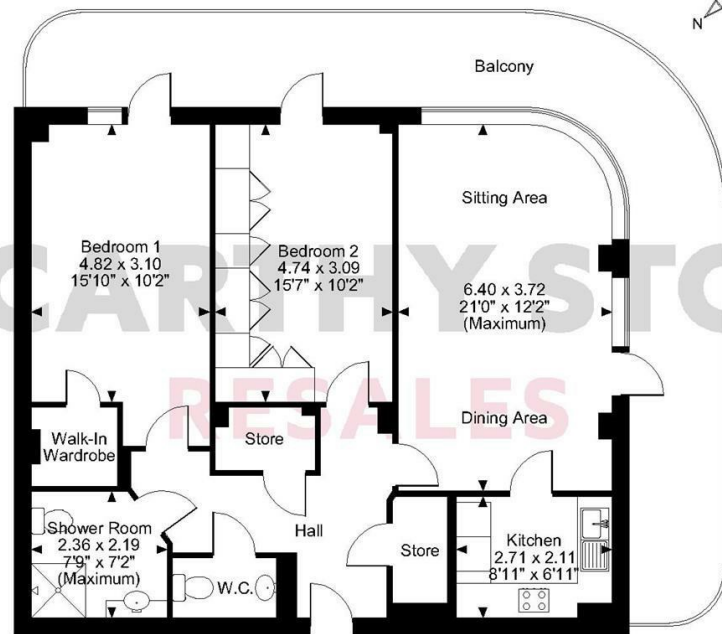 N
Balcony
Sitting Area
Bedroom 1
4.82 x 3.10
15'10" x 10'2"
Bedroom 2
4.74 x 3.09
15'7" x 10'2"
6.40 x 3.72
21'0" x 12'2"
(Maximum)
CARTHY STO
RESALES
Dining Area
Walk-In
Wardrobe
Store
Shower Room
2.36 x 2.19
7'9" x 7'2"
(Maximum)
Hall
Store
Kitchen
2.71 x 2.11
8'11" x 6'11"
W.C.